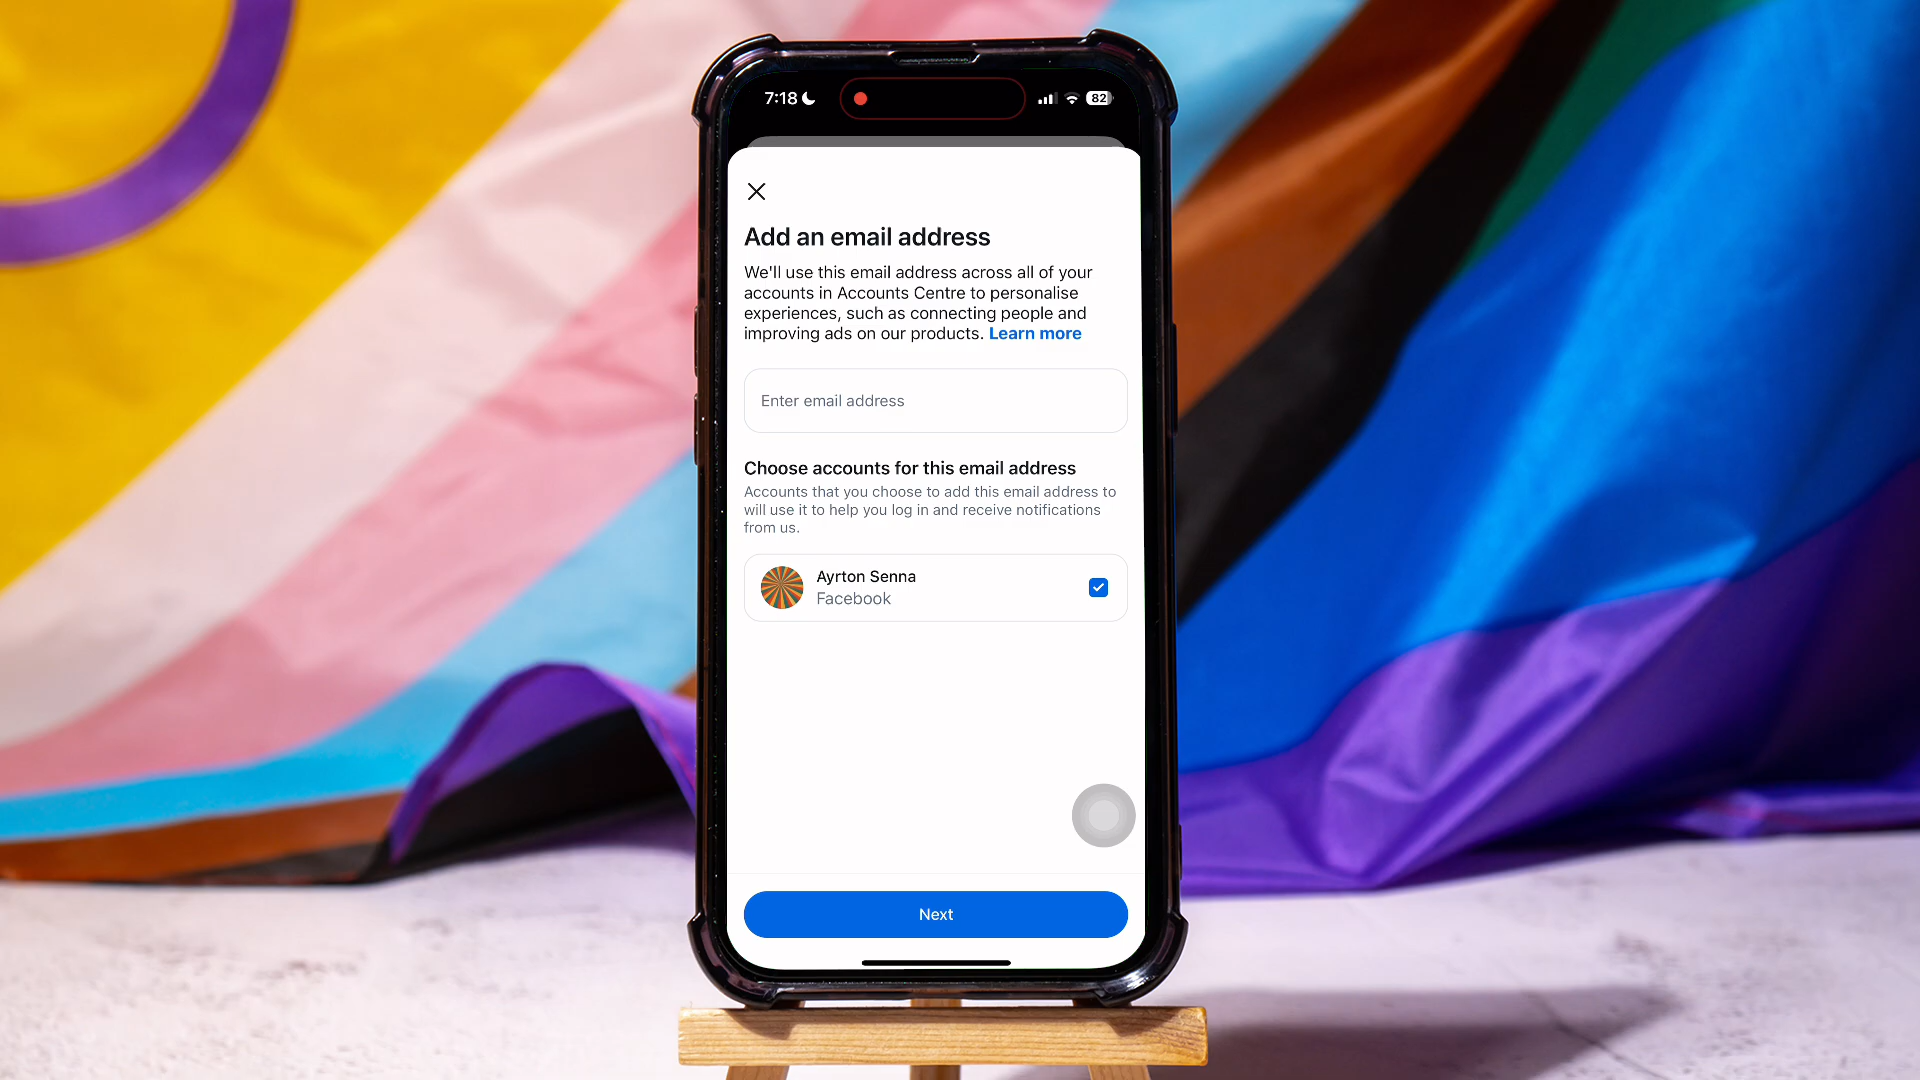 7:18
82
Add an email address
We'll use this email address across all of your
accounts in Accounts Centre to personalise
experiences, such as connecting people and
improving ads on our products. Learn more
Enter email address
Choose accounts for this email address
Accounts that you choose to add this email address to
will use it to help you log in and receive notifications
from us.
Ayrton Senna
Facebook
Next